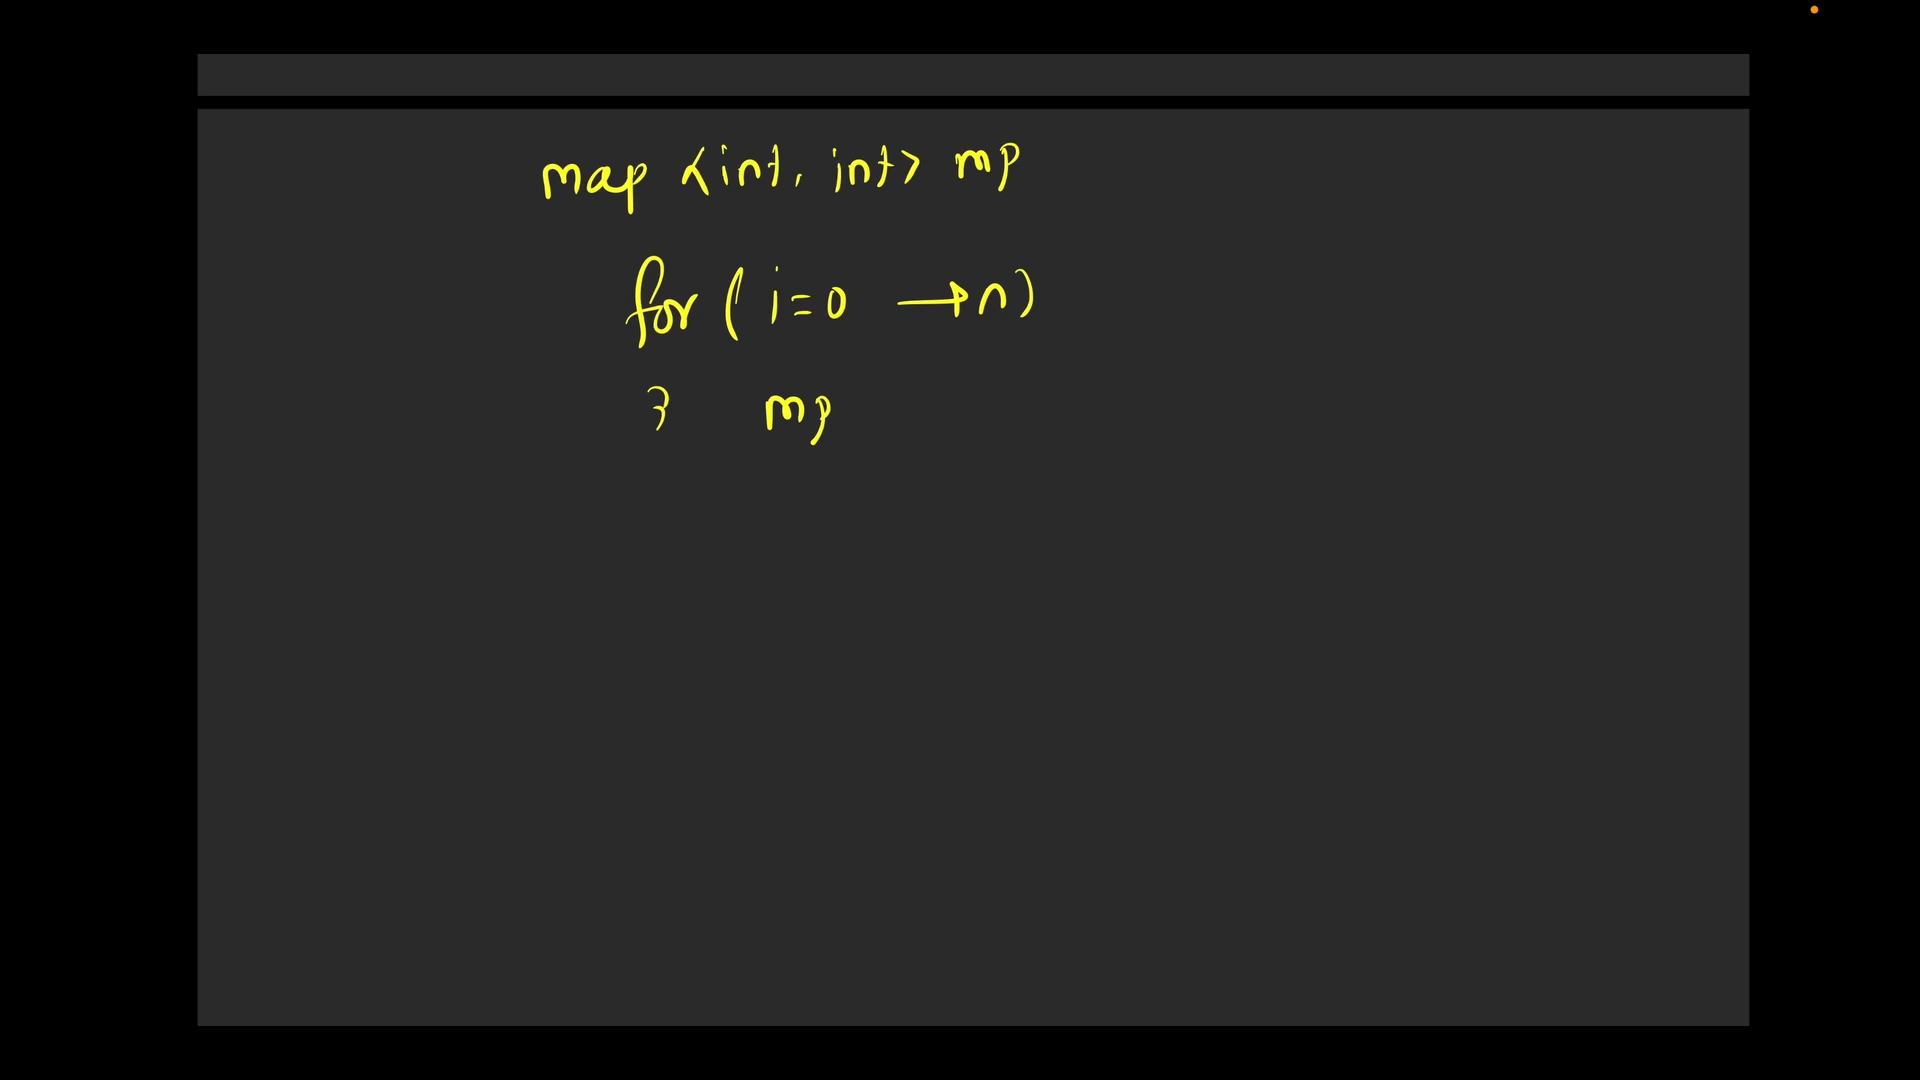 map <int, int> mp
for ( i=0 → n)
{ mp